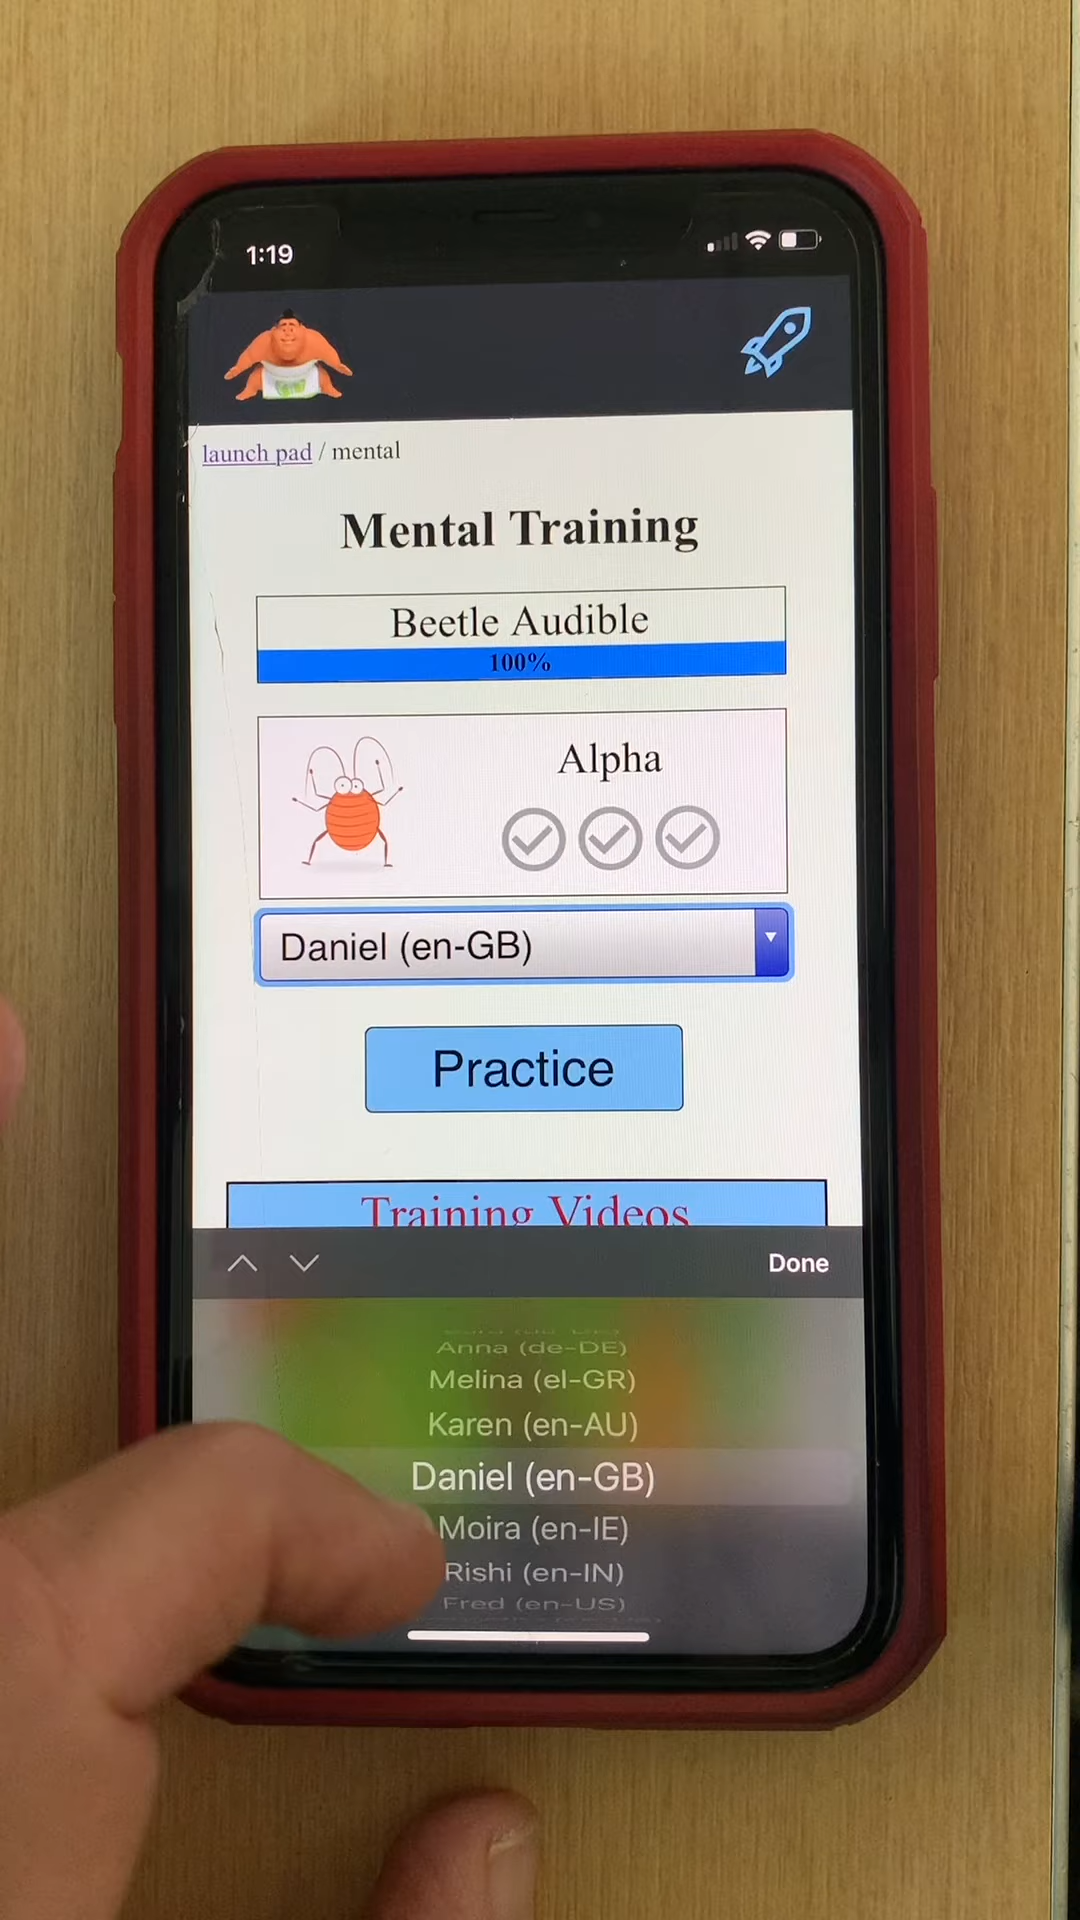 1:19
launch pad / mental
Mental Training
Beetle Audible
100%
Alpha
Daniel (en-GB)
Practice
Training Videos
Done
Anna (de-DE)
Melina (el-GR)
Karen (en-AU)
Daniel (en-GB)
Moira (en-IE)
Rishi (en-IN)
Fred (en-US)